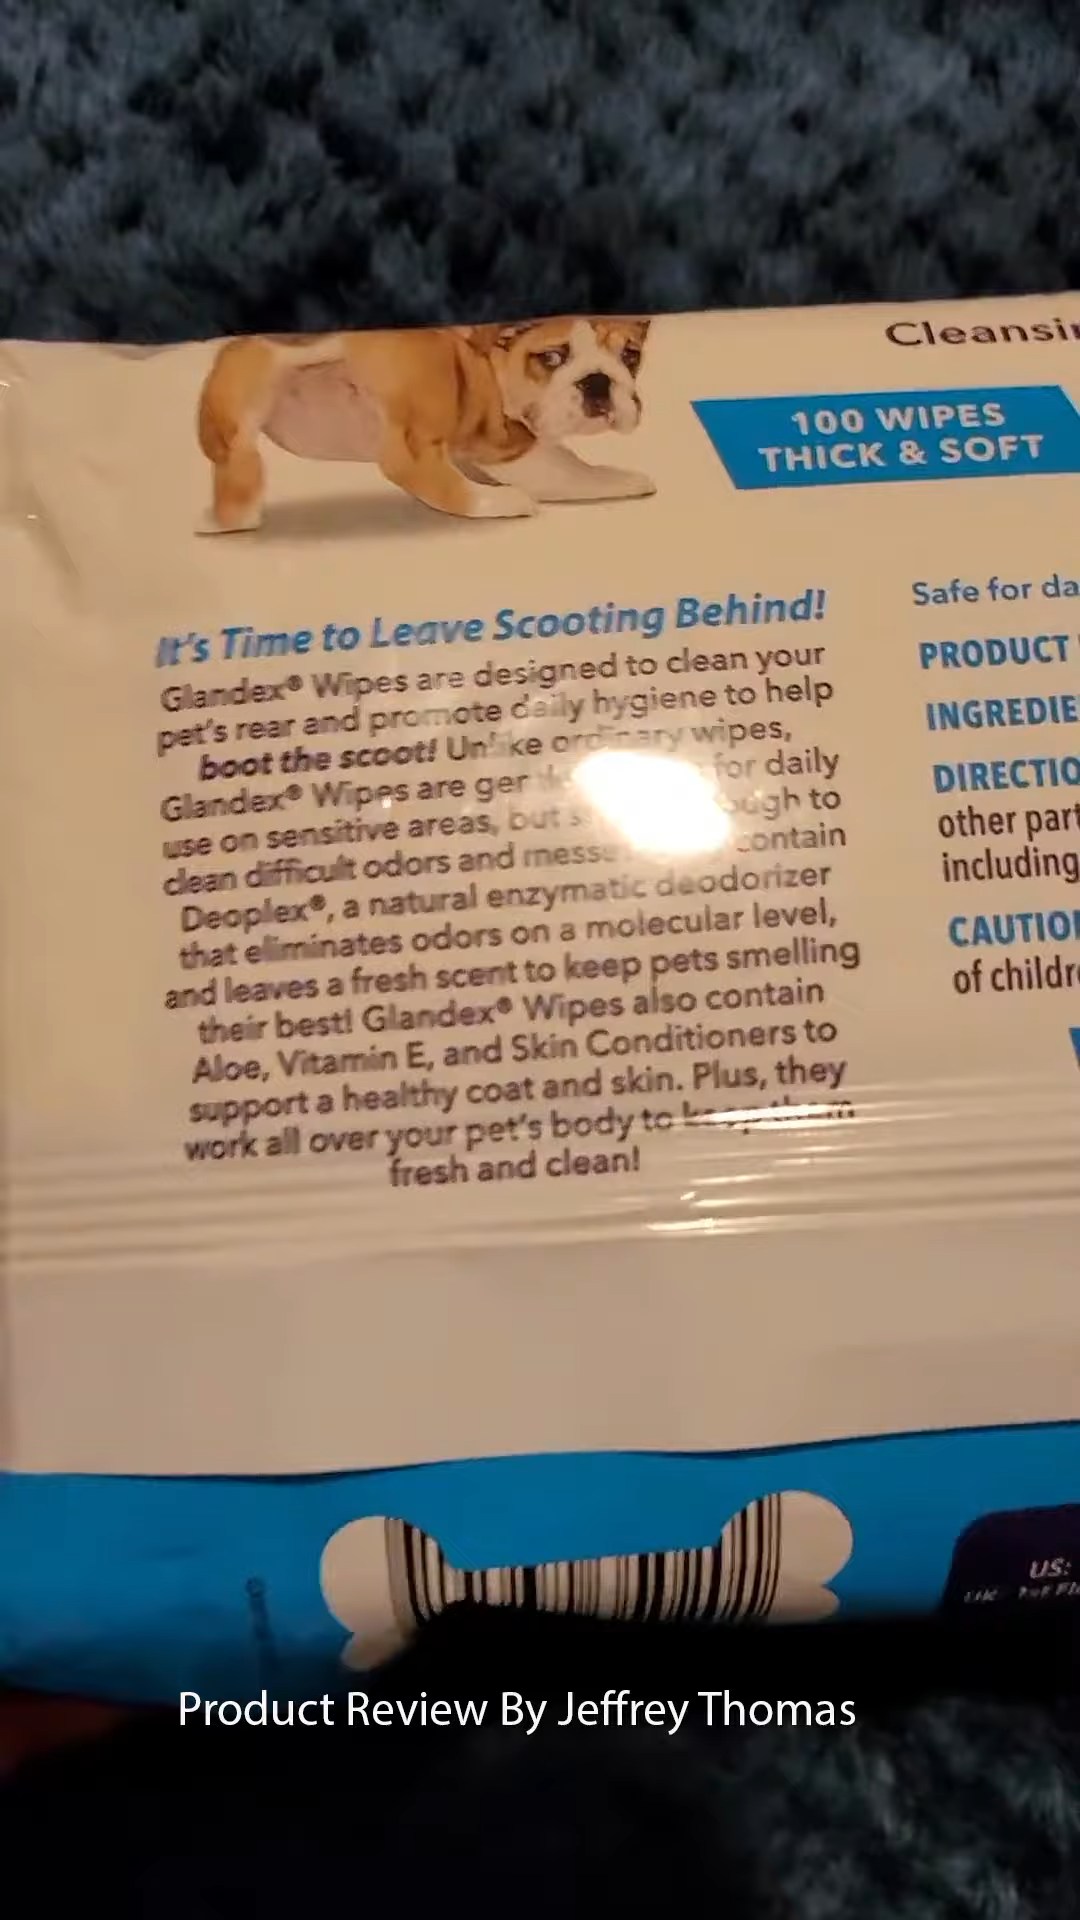 Cleansi
100 WIPES
THICK & SOFT
It's Time to Leave Scooting Behind!
Glandex® Wipes are designed to clean your
pet's rear and promote daily hygiene to help
boot the scoot! Unlike ordinary wipes,
Glandex® Wipes are for daily
use on sensitive areas, but to
clean difficult odors and contain
Deoplex®, a natural enzymatic deodorizer
that eliminates odors on a molecular level,
and leaves a fresh scent to keep pets smelling
their best! Glandex® Wipes also contain
Aloe, Vitamin E, and Skin Conditioners to
support a healthy coat and skin. Plus, they
work all over your pet's body to keep them
fresh and clean!
Safe for da
PRODUCT
INGREDIE
DIRECTIO
other part
including
CAUTIO
of childr
US:
Product Review By Jeffrey Thomas